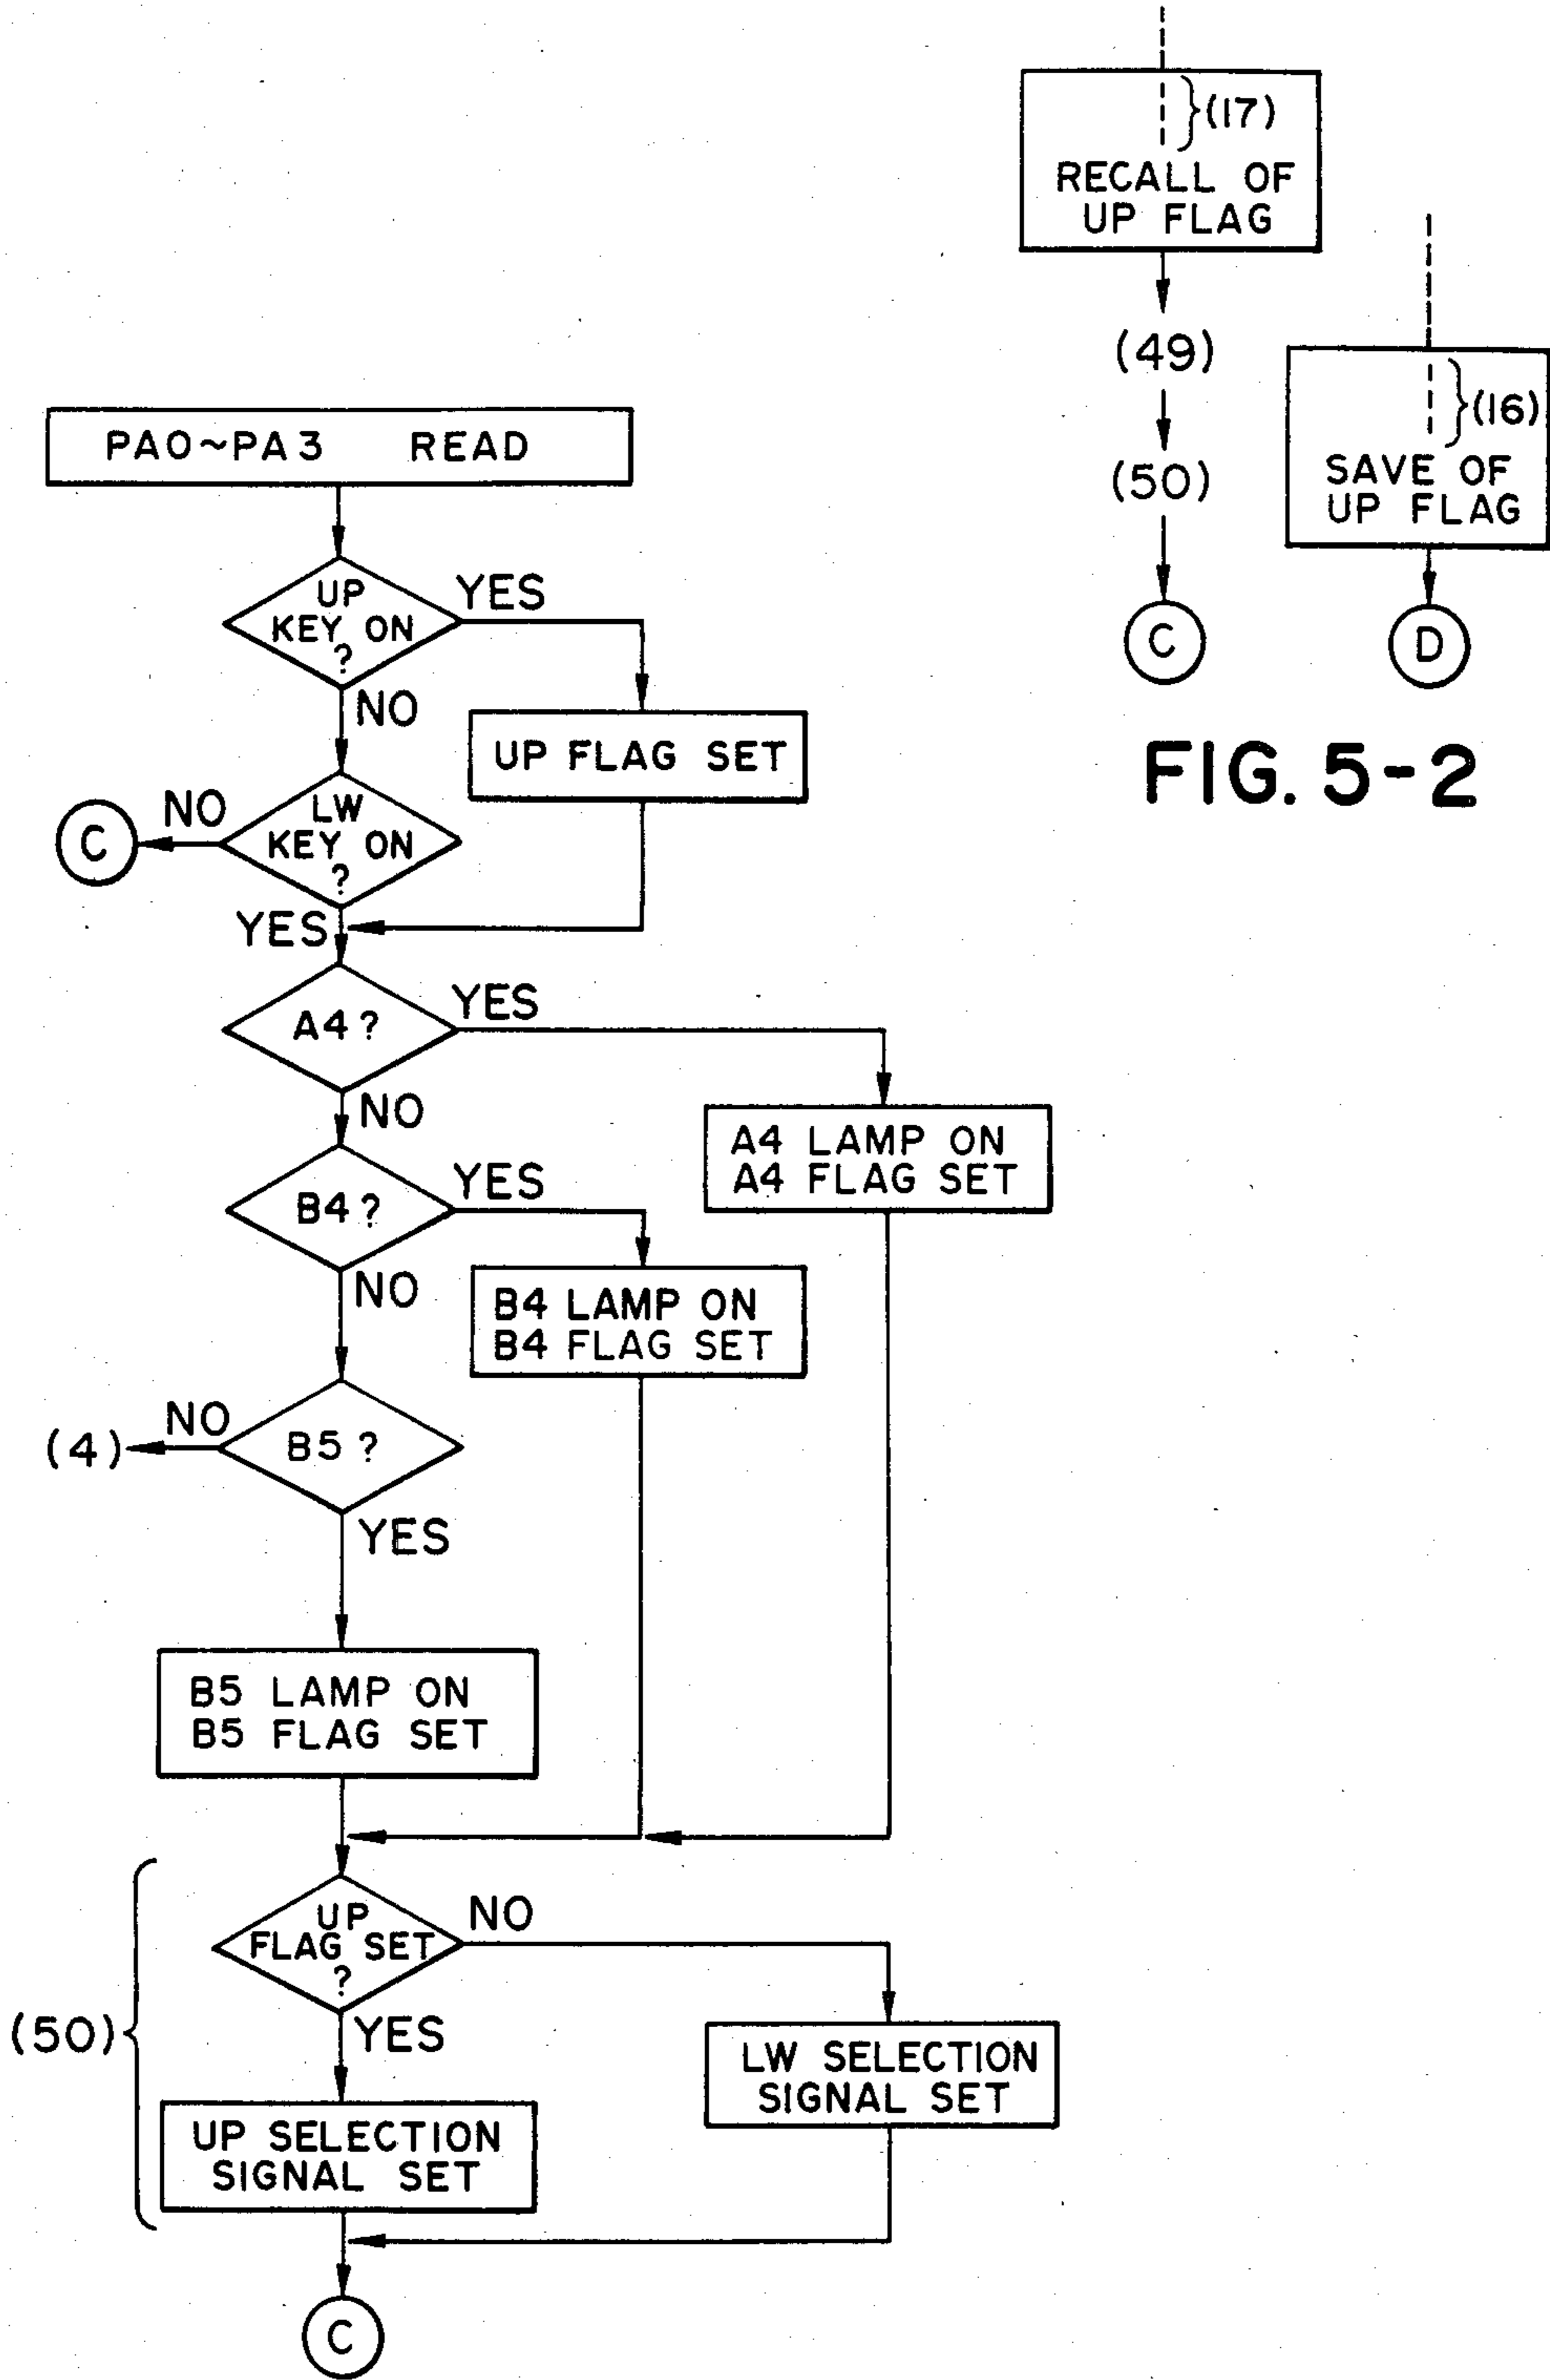 (17)
RECALL OF
UP FLAG
(49)
(50)
C
(16)
SAVE OF
UP FLAG
D
FIG. 5-2
PA0~PA3 READ
UP
KEY ON
?
YES
NO
UP FLAG SET
LW
KEY ON
?
NO
C
YES
A4?
YES
NO
A4 LAMP ON
A4 FLAG SET
B4?
YES
NO
B4 LAMP ON
B4 FLAG SET
B5?
NO
(4)
YES
B5 LAMP ON
B5 FLAG SET
(50)
UP
FLAG SET
?
NO
YES
LW SELECTION
SIGNAL SET
UP SELECTION
SIGNAL SET
C